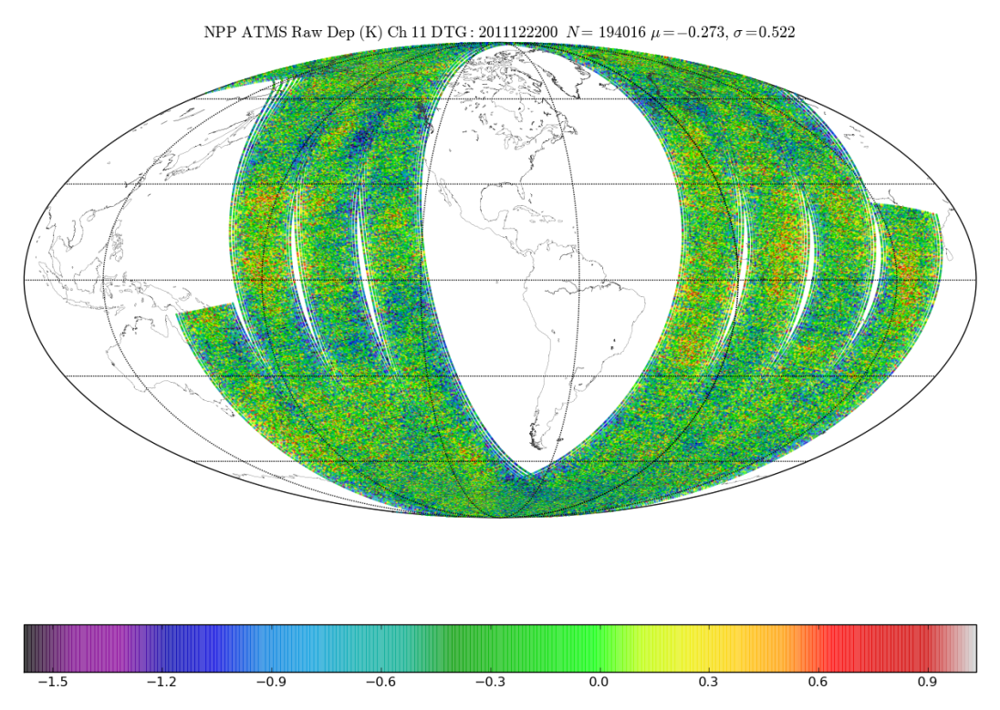 NPP ATMS Raw Dep (K) Ch 11 DTG: 2011122200 N= 194016 μ=−0.273, σ=0.522
−1.5 −1.2 −0.9 −0.6 −0.3 0.0 0.3 0.6 0.9